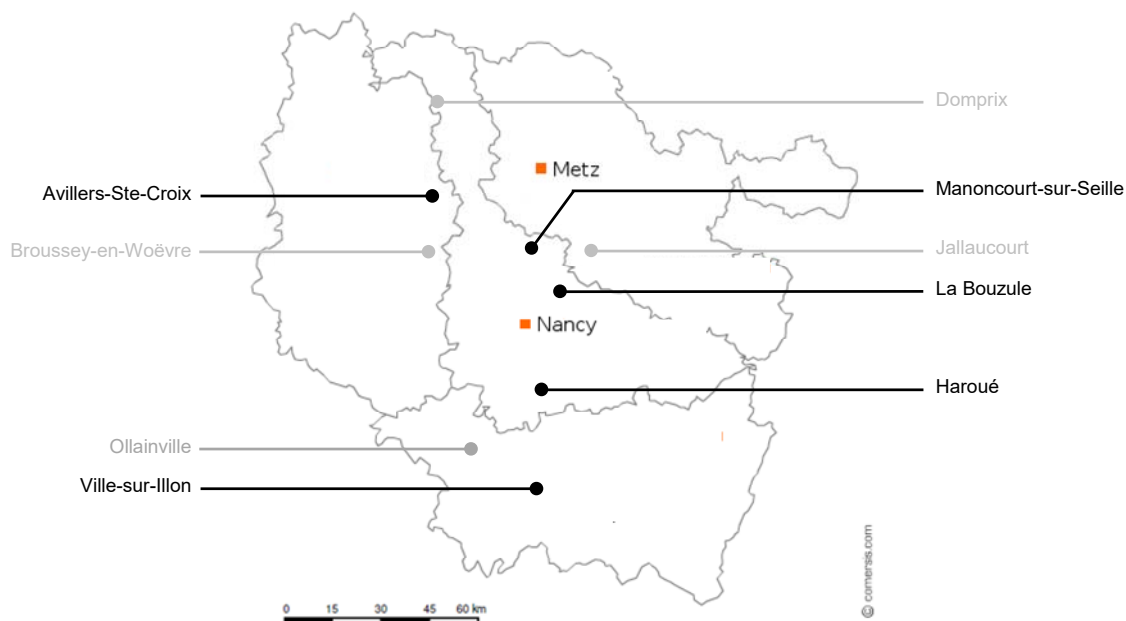 Domprix
Metz
Avillers-Ste-Croix
Manoncourt-sur-Seille
Broussey-en-Woëvre
Jallaucourt
La Bouzule
Nancy
Haroué
Ollainville
Ville-sur-Illon
© comersis.com
0 15 30 45 60 km